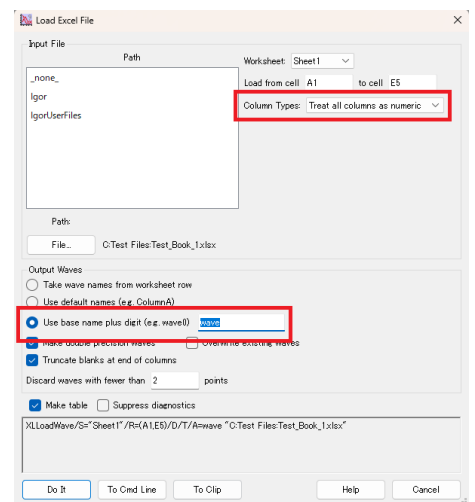 Load Excel File
Input File
Path
Worksheet: Sheet1
_none_
Load from cell A1 to cell E5
Igor
Column Types: Treat all columns as numeric
IgorUserFiles
Path:
File... C:Test Files:Test_Book_1.xlsx
Output Waves
Take wave names from worksheet row
Use default names (e.g. ColumnA)
Use base name plus digit (e.g. wave0) wave
Make double precision waves Overwrite existing waves
Truncate blanks at end of columns
Discard waves with fewer than 2 points
Make table Suppress diagnostics
XLLoadWave/S="Sheet1"/R=(A1,E5)/D/T/A=wave "C:Test Files:Test_Book_1.xlsx"
Do It To Cmd Line To Clip Help Cancel